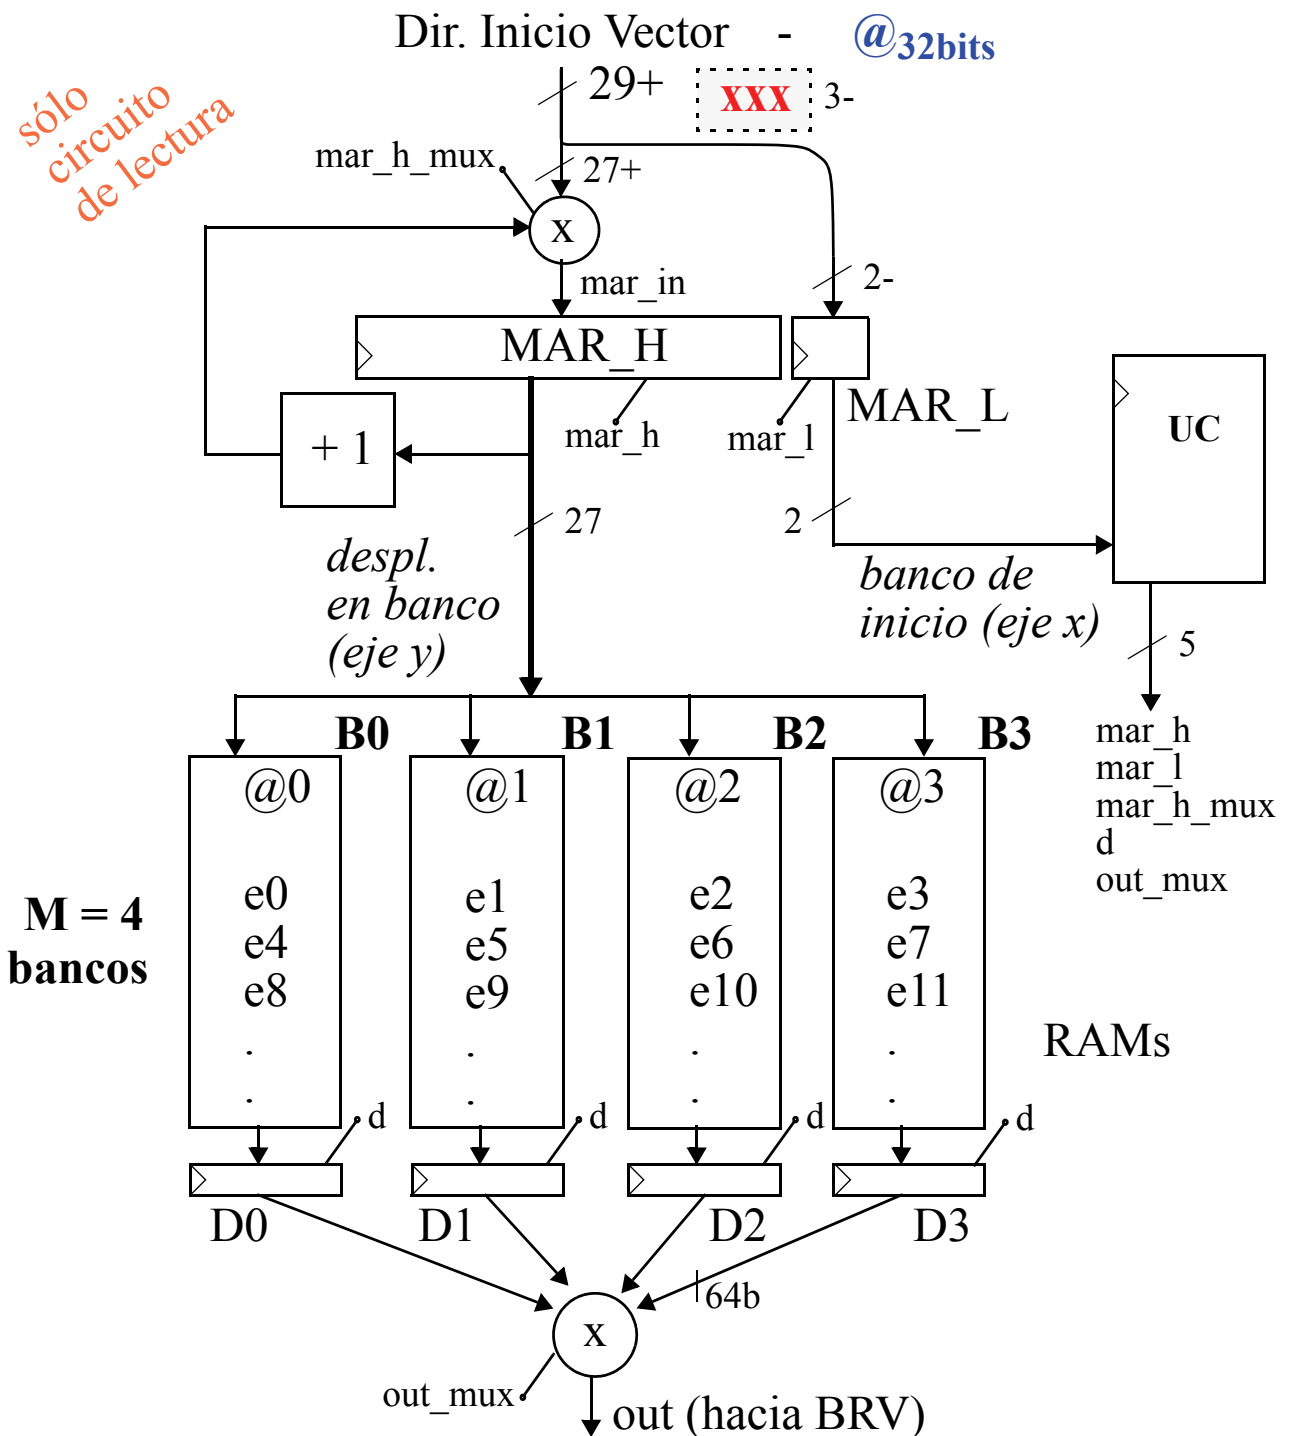 Dir. Inicio Vector - @32bits
sólo
circuito
de lectura
29+
xxx 3-
mar_h_mux
27+
x
2-
mar_in
MAR_H
MAR_L
mar_h
mar_l
UC
+ 1
27
2
despl.
en banco
(eje y)
banco de
inicio (eje x)
5
mar_h
mar_l
mar_h_mux
d
out_mux
B0 B1 B2 B3
@0 @1 @2 @3
M = 4
bancos
e0 e1 e2 e3
e4 e5 e6 e7
e8 e9 e10 e11
. . . .
. . . .
RAMs
d d d d
D0 D1 D2 D3
64b
x
out_mux
out (hacia BRV)